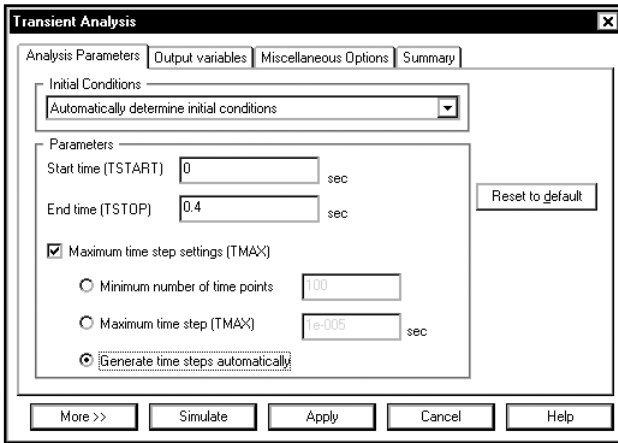 Transient Analysis
Analysis Parameters Output variables Miscellaneous Options Summary
Initial Conditions
Automatically determine initial conditions
Parameters
Start time (TSTART) 0 sec
End time (TSTOP) 0.4 sec
Reset to default
Maximum time step settings (TMAX)
Minimum number of time points 100
Maximum time step (TMAX) 1e-005 sec
Generate time steps automatically
More >> Simulate Apply Cancel Help